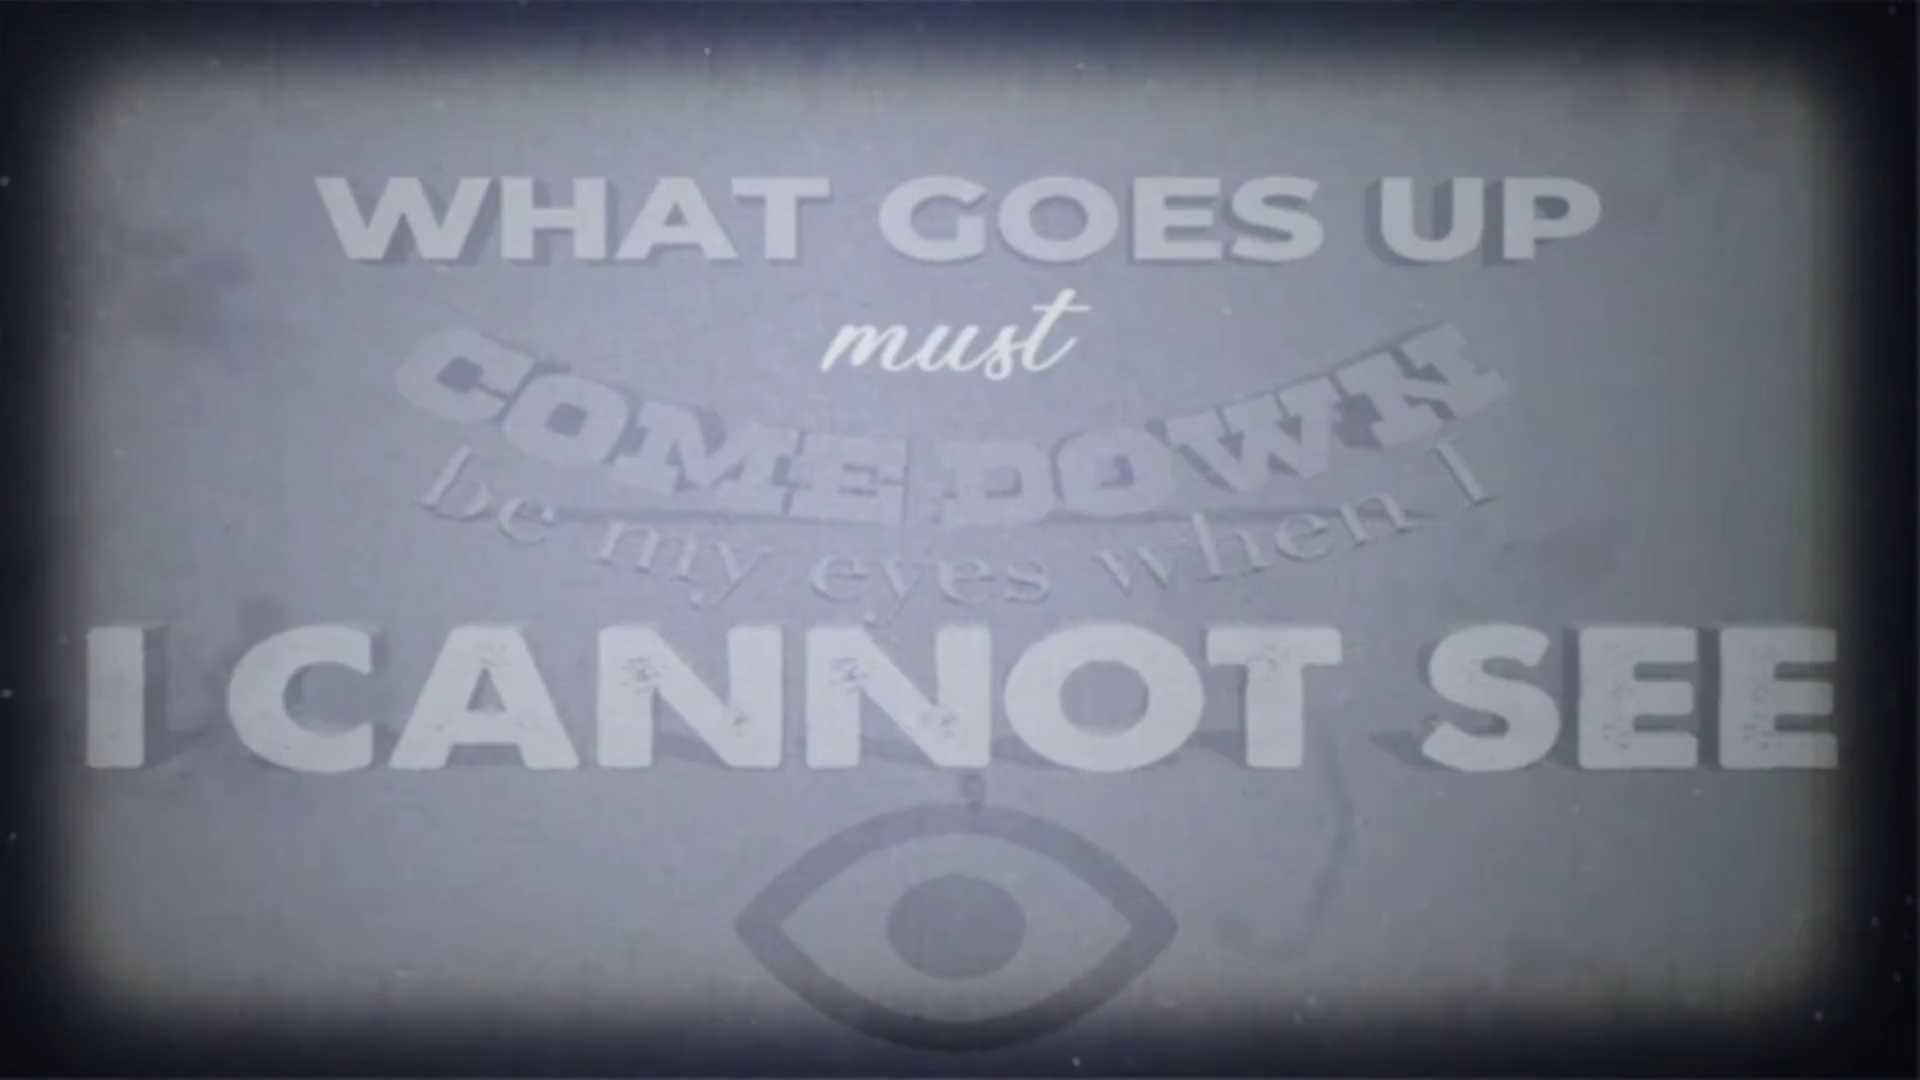 WHAT GOES UP
must
COME DOWN
be my eyes when I
I CANNOT SEE